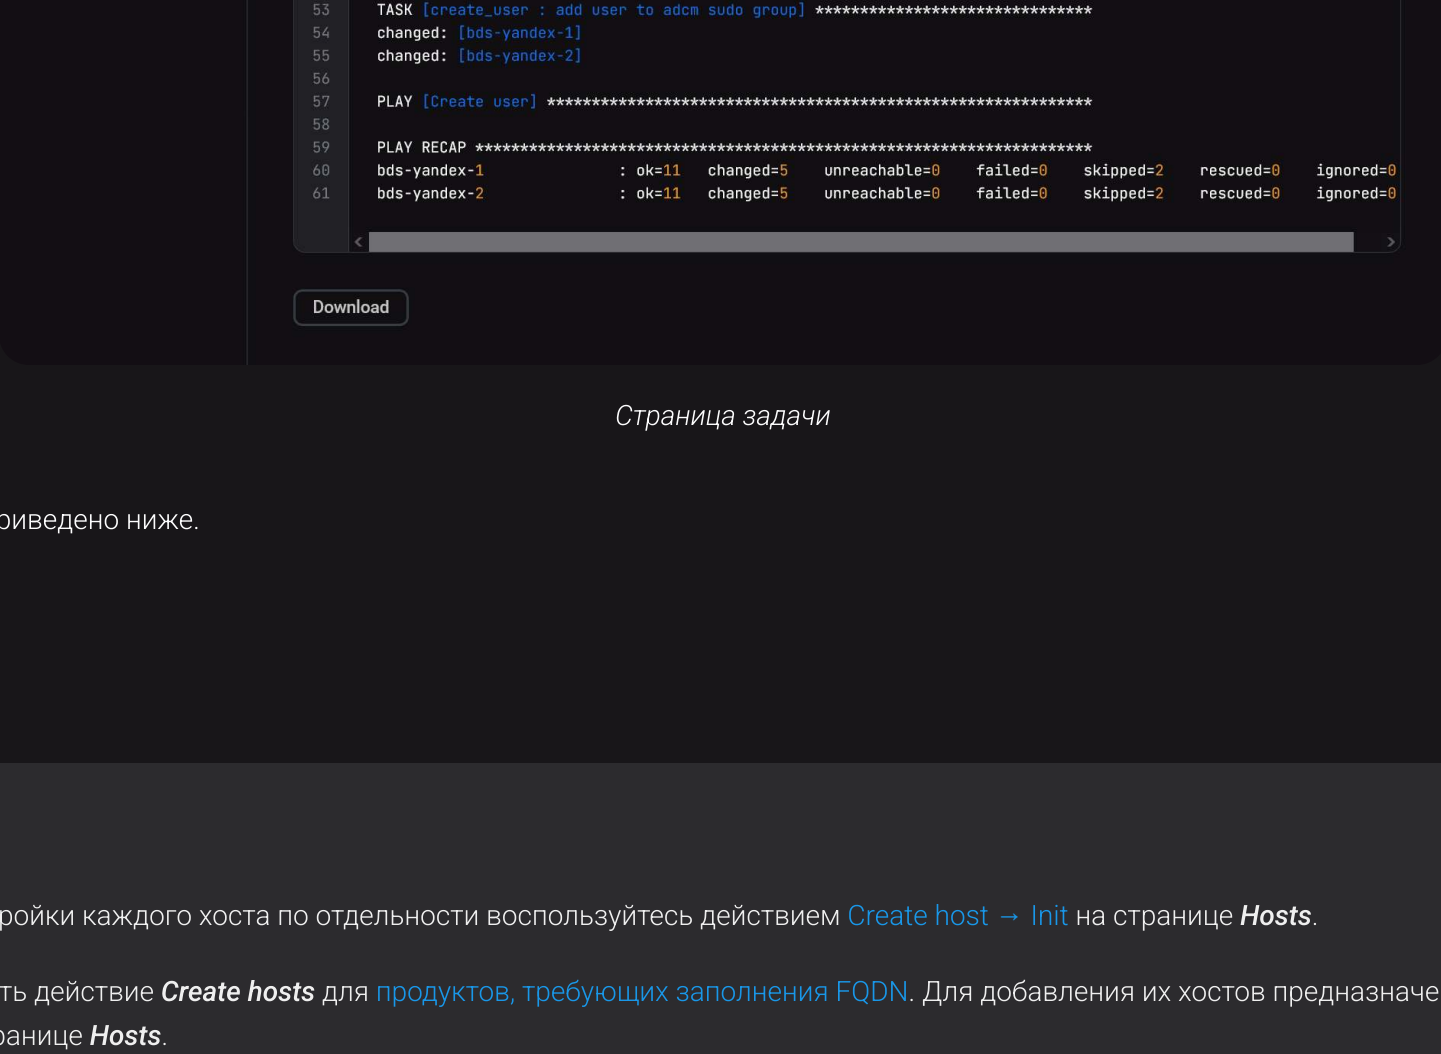 53 TASK [create_user : add user to adcm sudo group] *******************************
54 changed: [bds-yandex-1]
55 changed: [bds-yandex-2]
56
57 PLAY [Create user] *************************************************************
58
59 PLAY RECAP *********************************************************************
60 bds-yandex-1 : ok=11 changed=5 unreachable=0 failed=0 skipped=2 rescued=0 ignored=0
61 bds-yandex-2 : ok=11 changed=5 unreachable=0 failed=0 skipped=2 rescued=0 ignored=0
Download
Страница задачи
риведено ниже.
ройки каждого хоста по отдельности воспользуйтесь действием Create host → Init на странице Hosts.
ть действие Create hosts для продуктов, требующих заполнения FQDN. Для добавления их хостов предназначе
ранице Hosts.